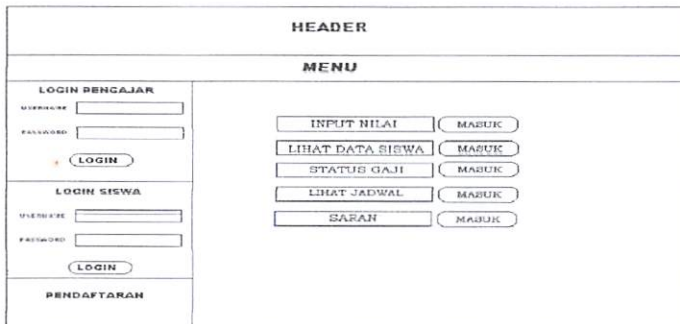 HEADER
MENU
LOGIN PENGAJAR
USERNAME
PASSWORD
LOGIN
LOGIN SISWA
USERNAME
PASSWORD
LOGIN
PENDAFTARAN
INPUT NILAI MASUK
LIHAT DATA SISWA MASUK
STATUS GAJI MASUK
LIHAT JADWAL MASUK
SARAN MASUK